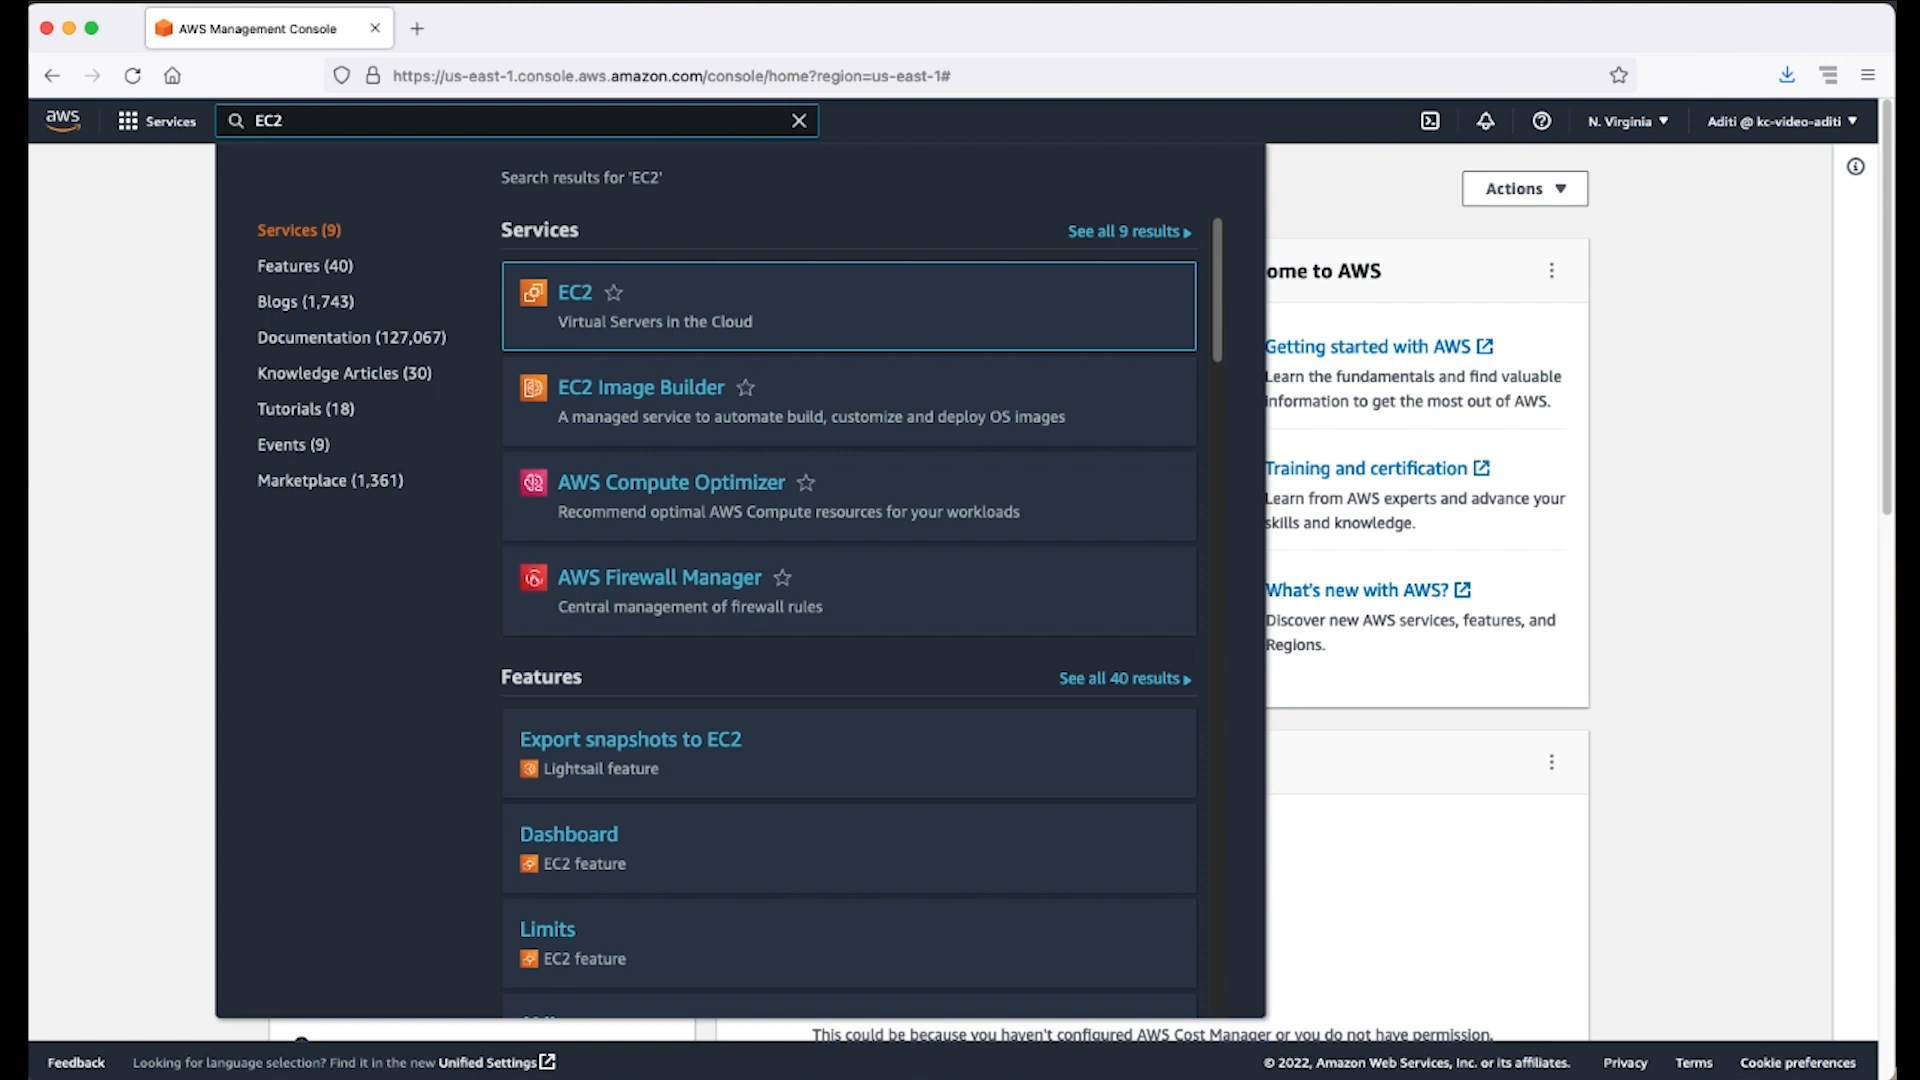 AWS Management Console
https://us-east-1.console.aws.amazon.com/console/home?region=us-east-1#
aws
Services
EC2
N. Virginia
Aditi @ kc-video-aditi
Search results for 'EC2'
Services (9)
Features (40)
Blogs (1,743)
Documentation (127,067)
Knowledge Articles (30)
Tutorials (18)
Events (9)
Marketplace (1,361)
Services
See all 9 results
EC2
Virtual Servers in the Cloud
EC2 Image Builder
A managed service to automate build, customize and deploy OS images
AWS Compute Optimizer
Recommend optimal AWS Compute resources for your workloads
AWS Firewall Manager
Central management of firewall rules
Features
See all 40 results
Export snapshots to EC2
Lightsail feature
Dashboard
EC2 feature
Limits
EC2 feature
Actions
ome to AWS
Getting started with AWS
Learn the fundamentals and find valuable
information to get the most out of AWS.
Training and certification
Learn from AWS experts and advance your
skills and knowledge.
What's new with AWS?
Discover new AWS services, features, and
Regions.
This could be because you haven't configured AWS Cost Manager or you do not have permission.
Feedback
Looking for language selection? Find it in the new Unified Settings
© 2022, Amazon Web Services, Inc. or its affiliates.
Privacy
Terms
Cookie preferences